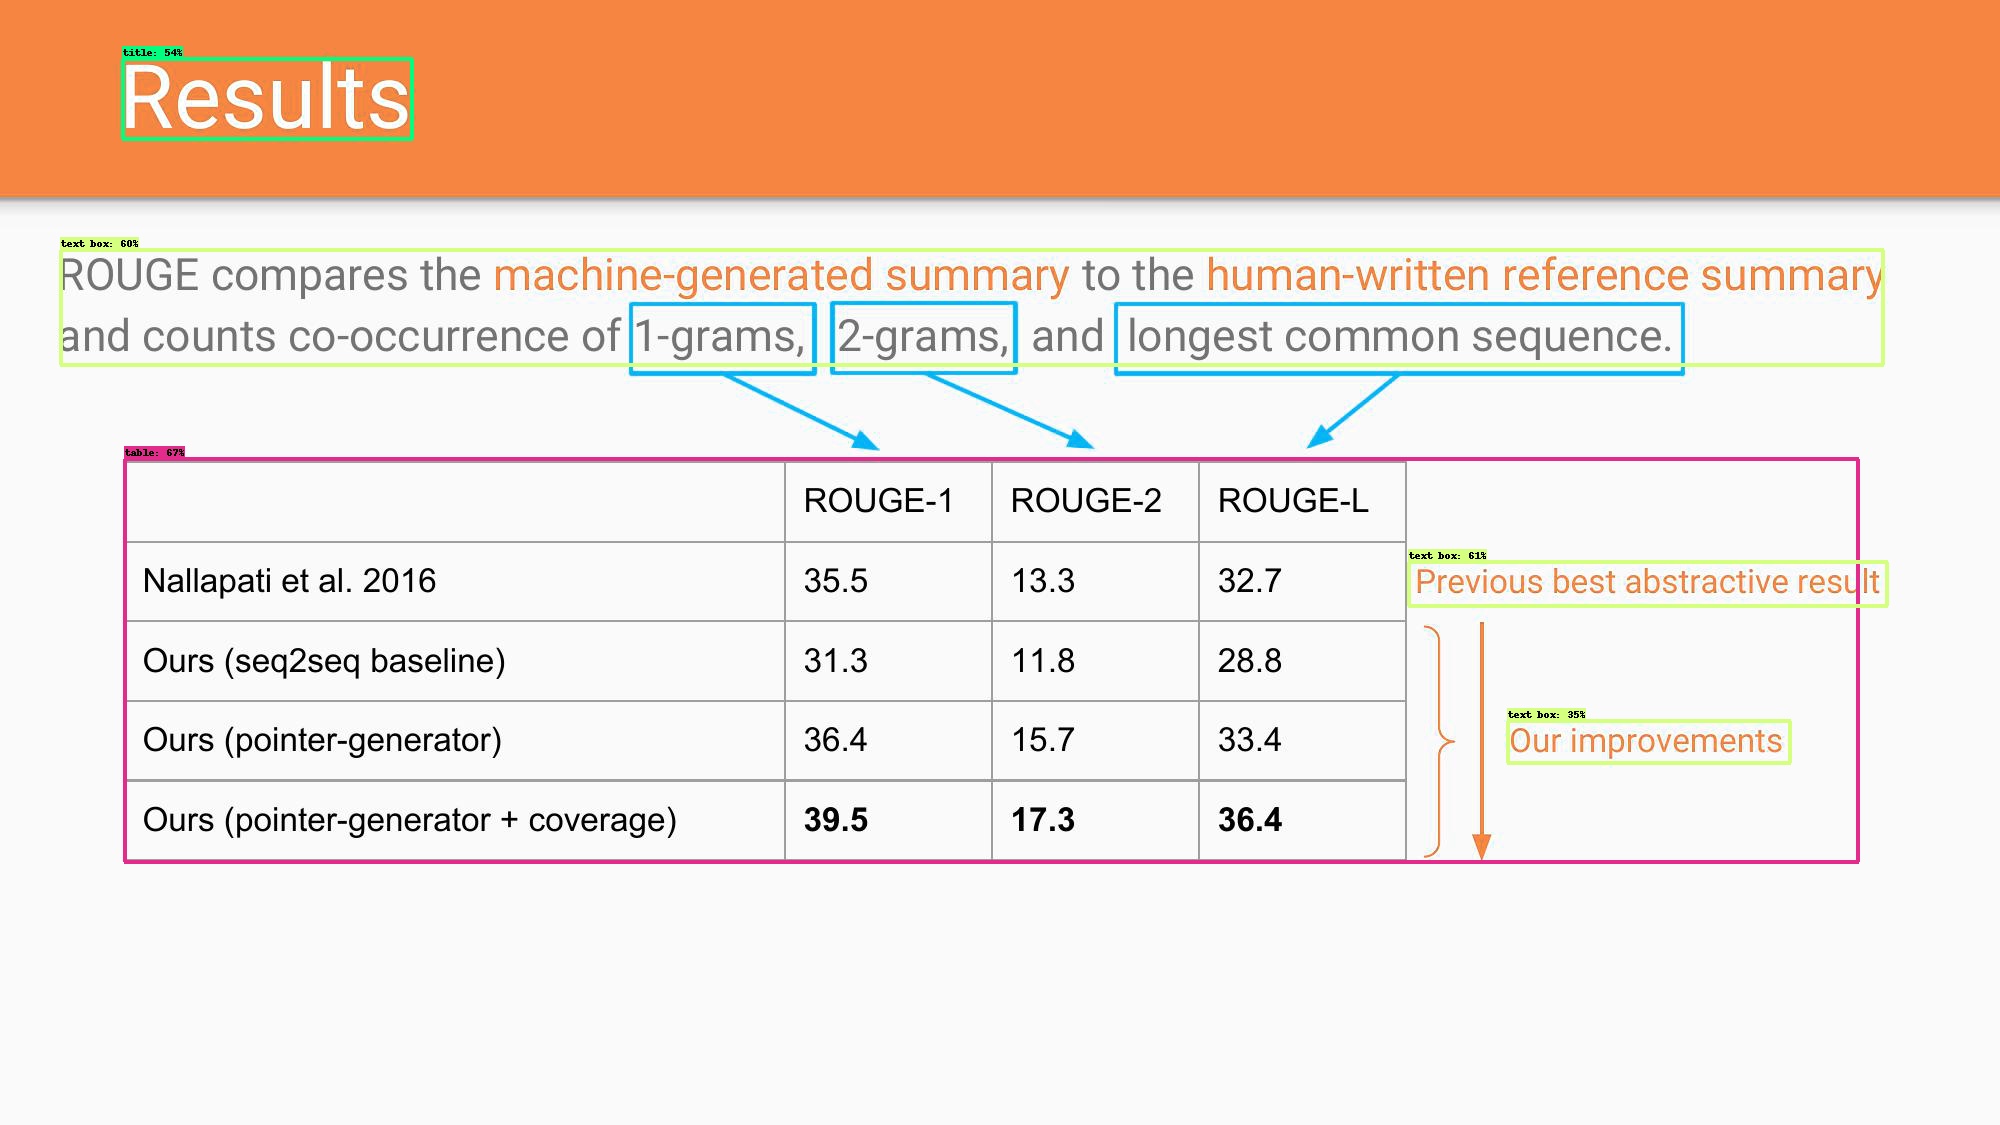 title: 54%
Results
text box: 60%
ROUGE compares the machine-generated summary to the human-written reference summary
and counts co-occurrence of 1-grams, 2-grams, and longest common sequence.
table: 67%
ROUGE-1 ROUGE-2 ROUGE-L
text box: 61%
Nallapati et al. 2016 35.5 13.3 32.7 Previous best abstractive result
Ours (seq2seq baseline) 31.3 11.8 28.8
text box: 35%
Ours (pointer-generator) 36.4 15.7 33.4 Our improvements
Ours (pointer-generator + coverage) 39.5 17.3 36.4